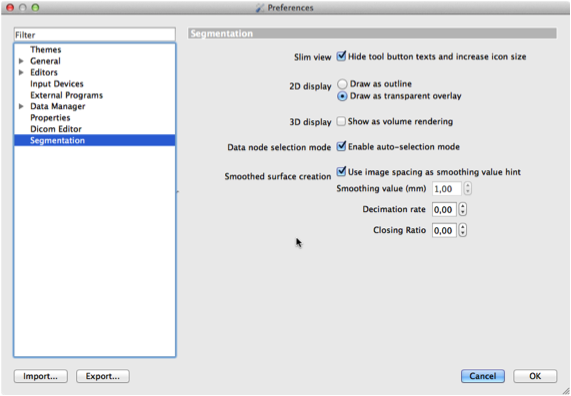 Preferences
Filter
Themes
General
Editors
Input Devices
External Programs
Data Manager
Properties
Dicom Editor
Segmentation
Segmentation
Slim view Hide tool button texts and increase icon size
2D display Draw as outline
Draw as transparent overlay
3D display Show as volume rendering
Data node selection mode Enable auto-selection mode
Smoothed surface creation Use image spacing as smoothing value hint
Smoothing value (mm) 1,00
Decimation rate 0,00
Closing Ratio 0,00
Import... Export... Cancel OK